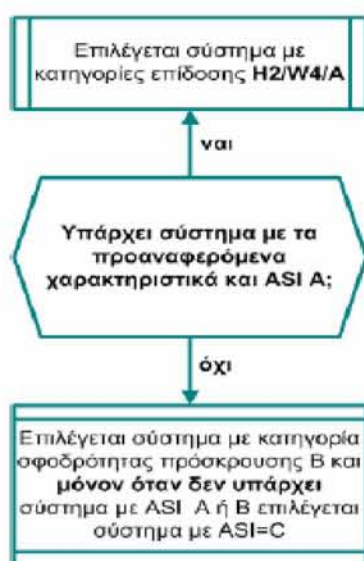 Επιλέγεται σύστημα με
κατηγορίες επίδοσης H2/W4/A
ναι
Υπάρχει σύστημα με τα
προαναφερόμενα
χαρακτηριστικά και ASI A;
όχι
Επιλέγεται σύστημα με κατηγορία
σφοδρότητας πρόσκρουσης Β και
μόνον όταν δεν υπάρχει
σύστημα με ASI A ή B επιλέγεται
σύστημα με ASI=C